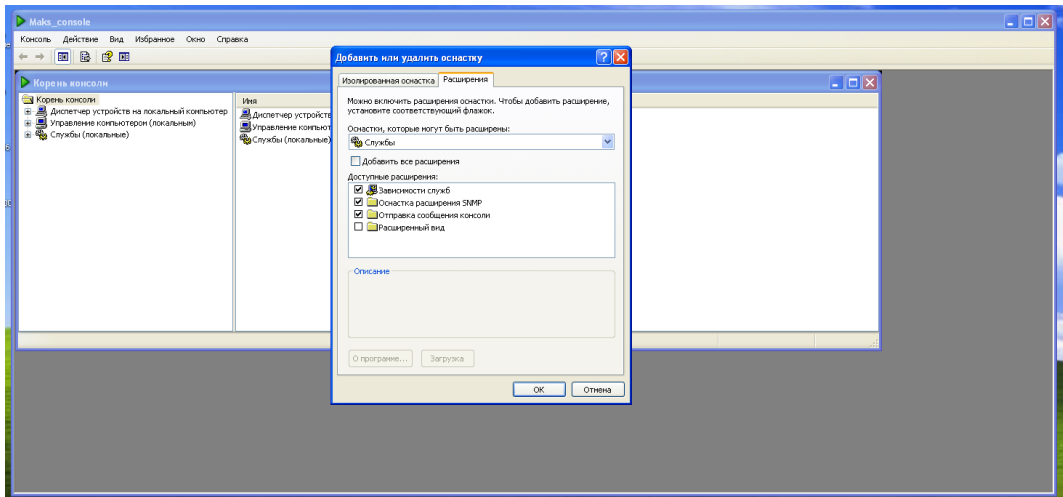 Maks_console
Консоль Действие Вид Избранное Окно Справка
Корень консоли
Корень консоли
Диспетчер устройств на локальный компьютер
Управление компьютером (локальным)
Службы (локальные)
Имя
Диспетчер устройств
Управление компьют
Службы (локальные)
Добавить или удалить оснастку
Изолированная оснастка Расширения
Можно включить расширения оснастки. Чтобы добавить расширение,
установите соответствующий флажок.
Оснастки, которые могут быть расширены:
Службы
Добавить все расширения
Доступные расширения:
Зависимости служб
Оснастка расширения SNMP
Отправка сообщения консоли
Расширенный вид
Описание
О программе... Загрузка
ОК Отмена